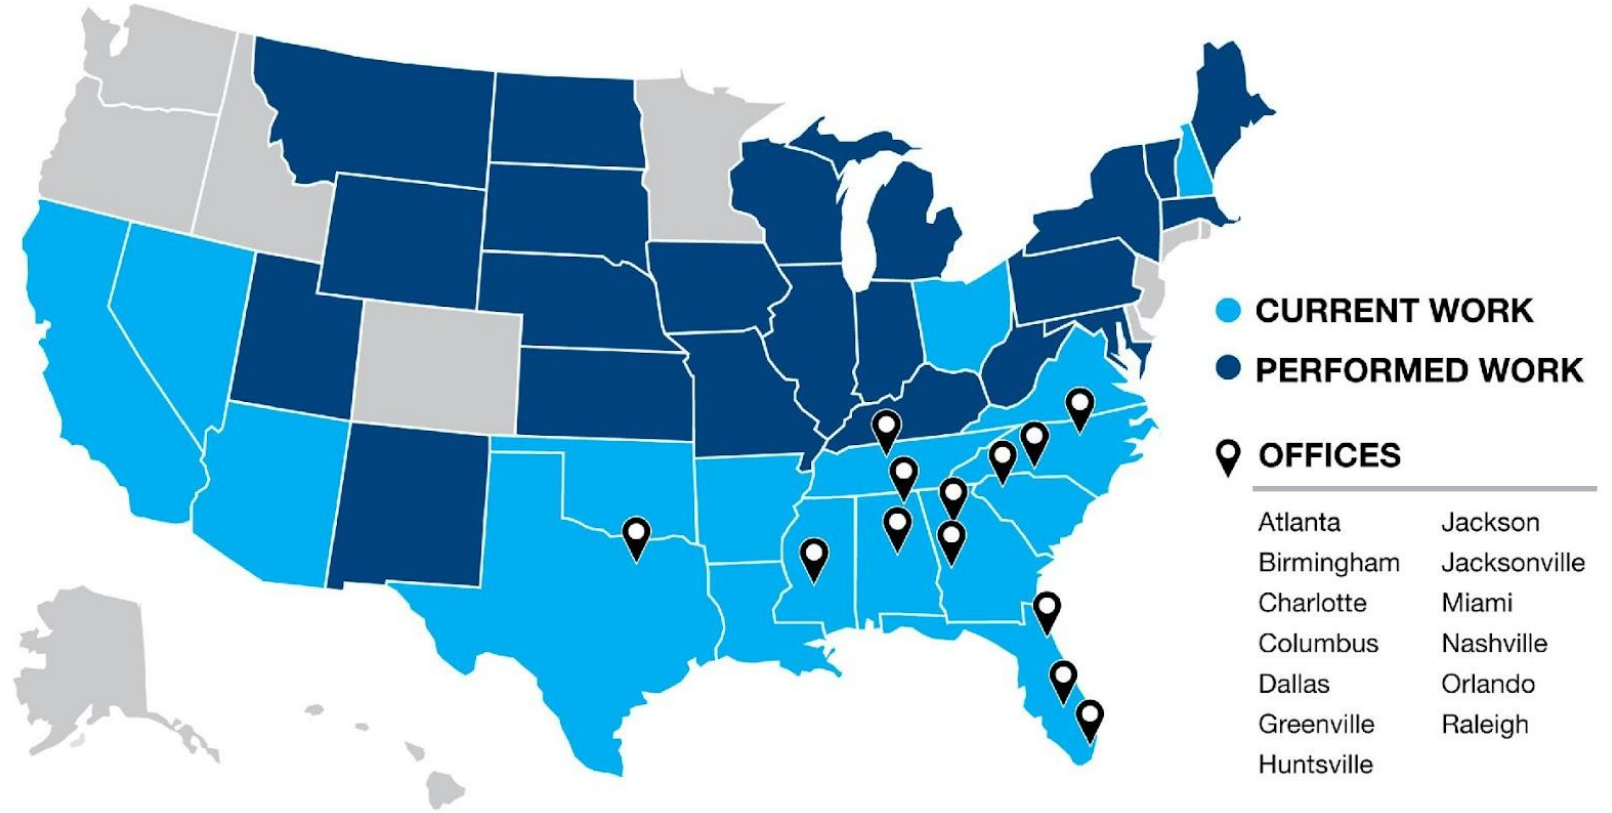 CURRENT WORK
PERFORMED WORK
OFFICES
Atlanta
Birmingham
Charlotte
Columbus
Dallas
Greenville
Huntsville
Jackson
Jacksonville
Miami
Nashville
Orlando
Raleigh